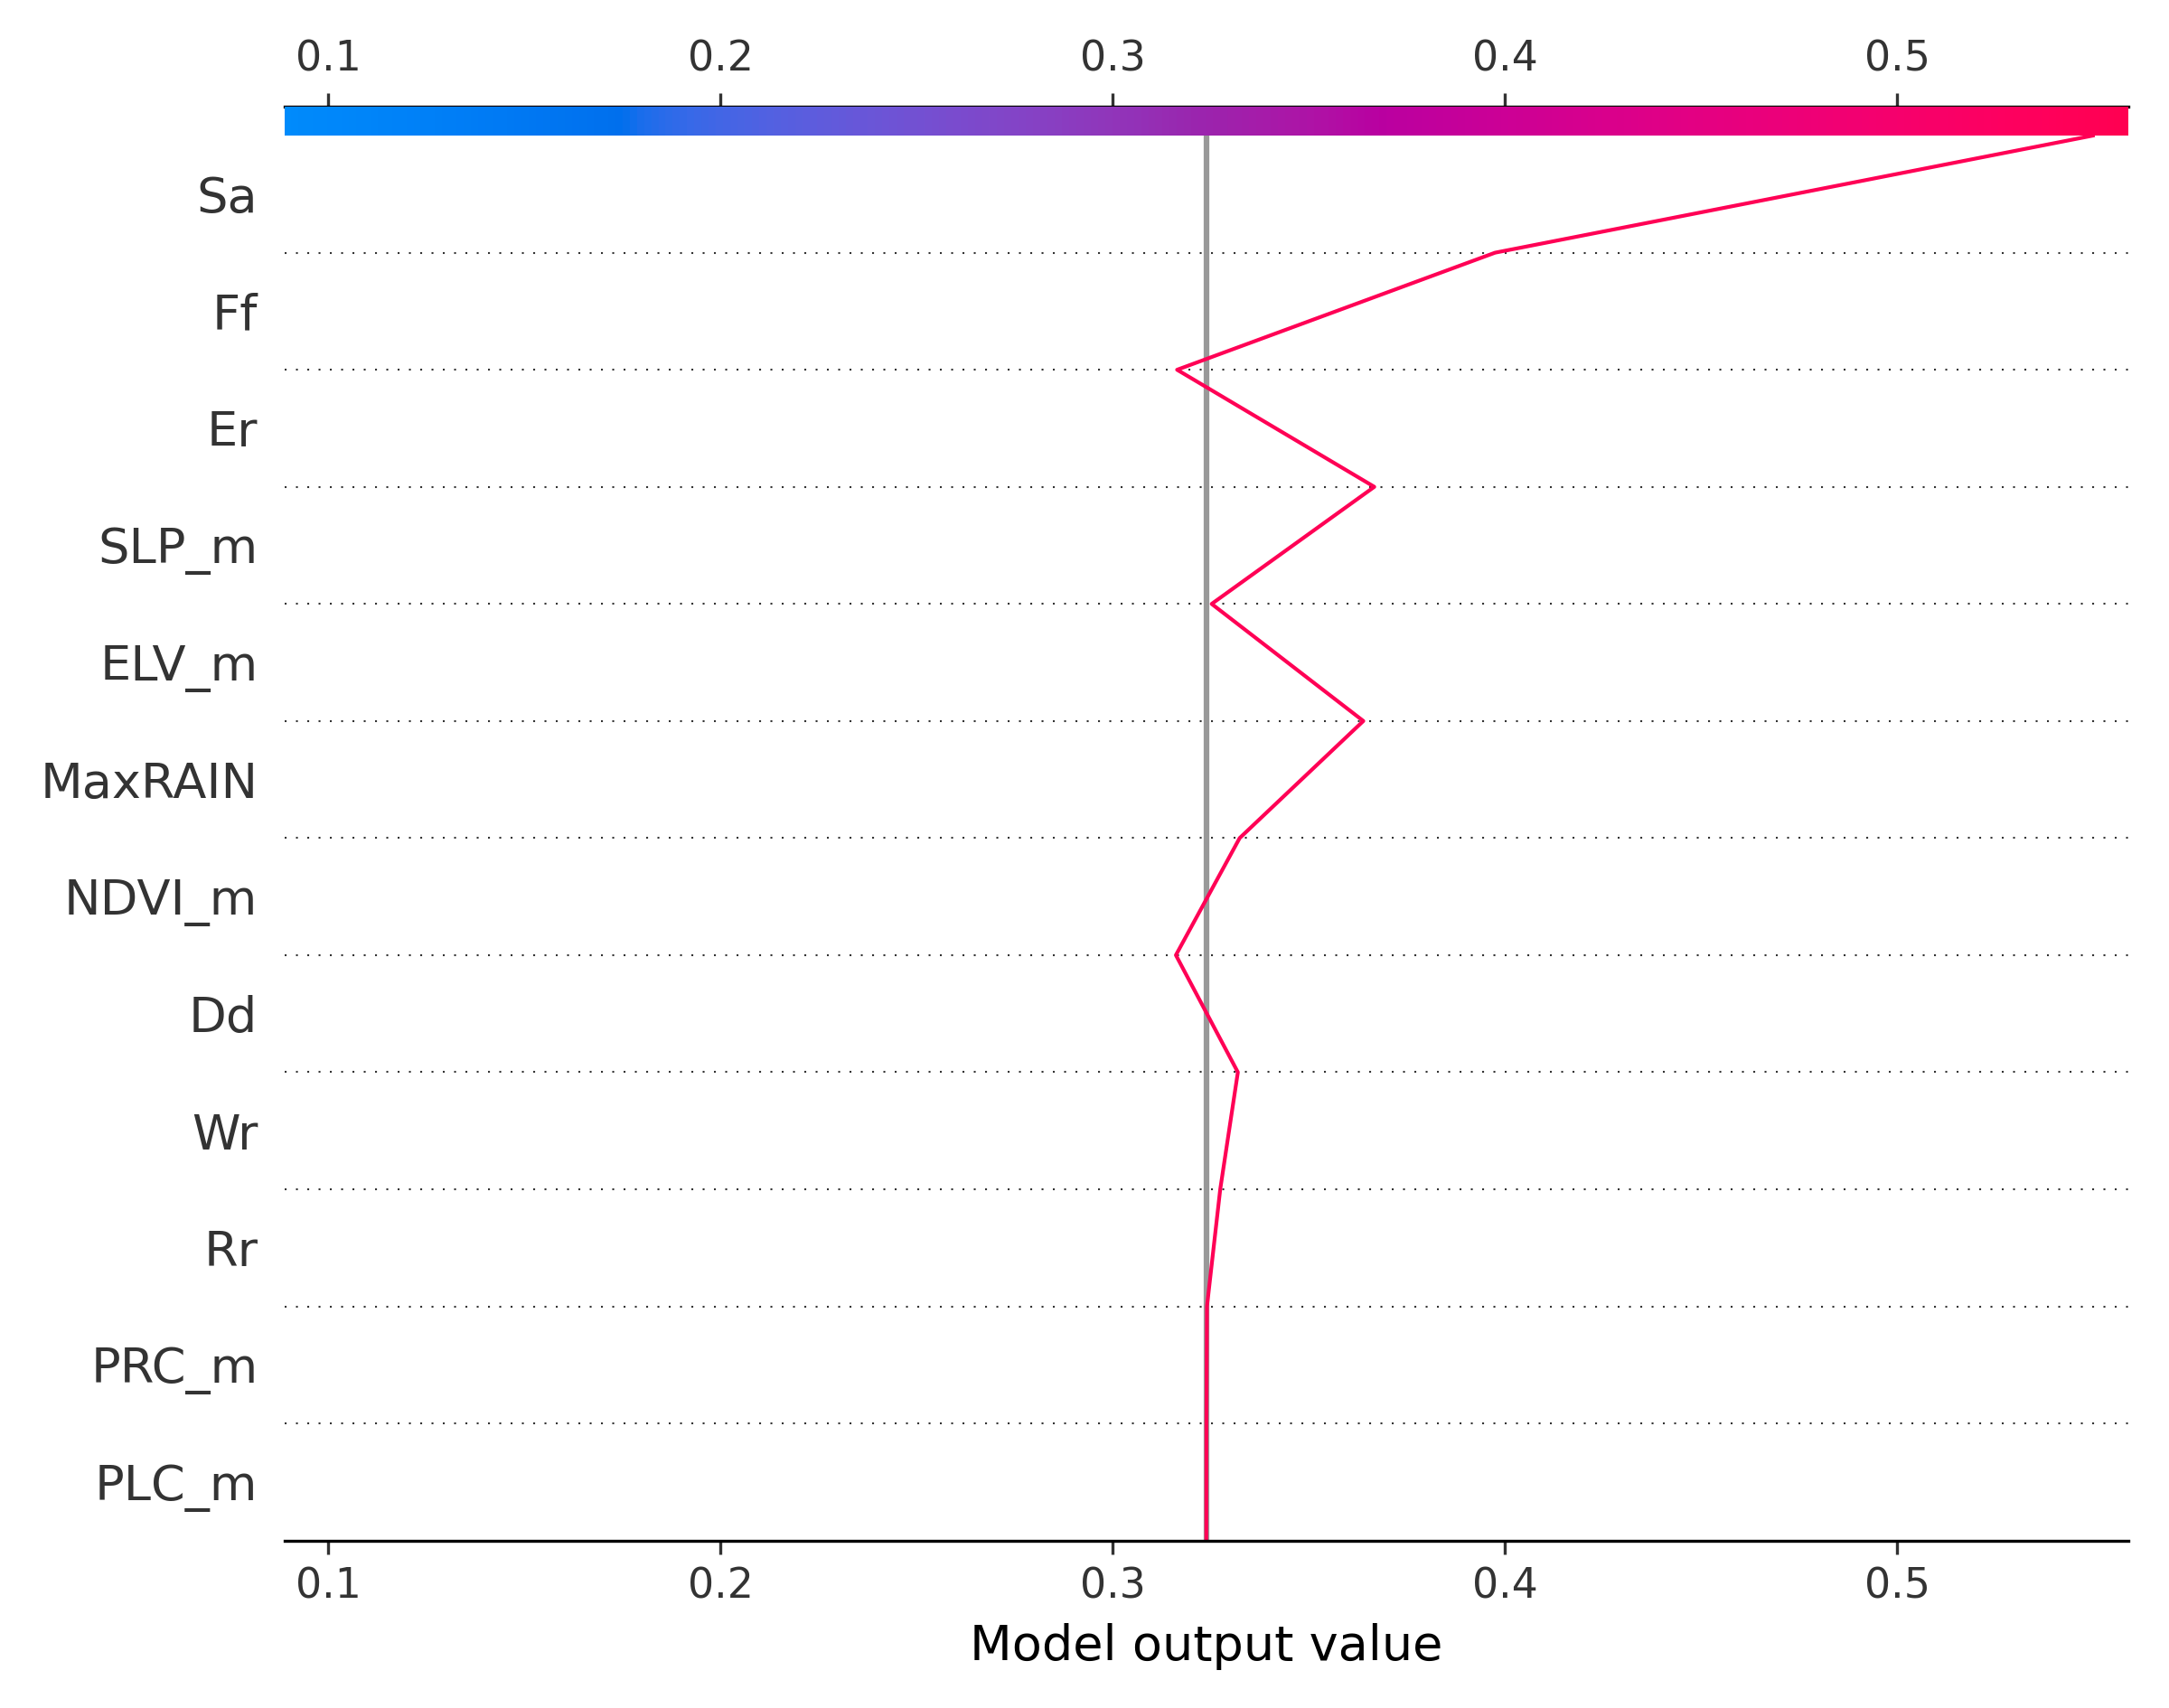 0.1 0.2 0.3 0.4 0.5
Sa
Ff
Er
SLP_m
ELV_m
MaxRAIN
NDVI_m
Dd
Wr
Rr
PRC_m
PLC_m
0.1 0.2 0.3 0.4 0.5
Model output value